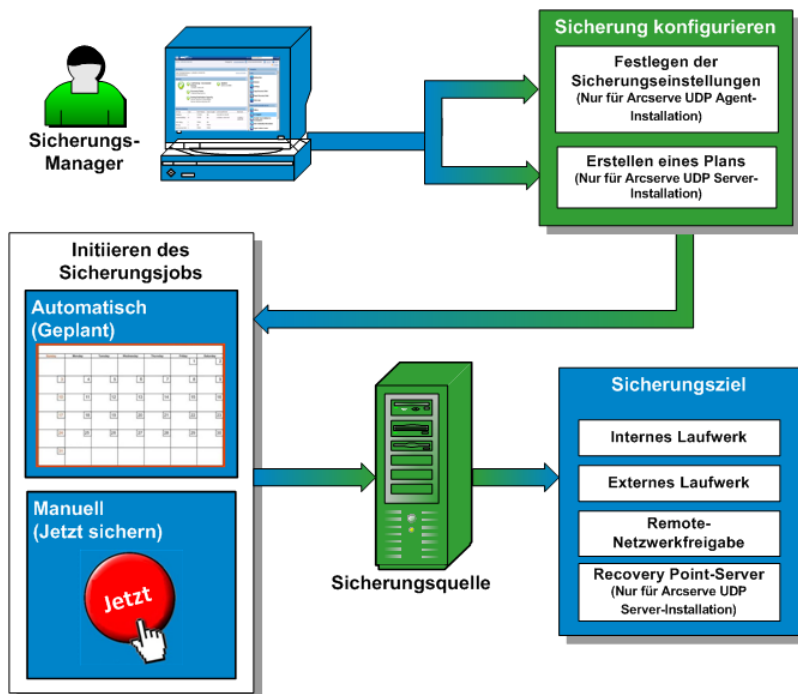 Sicherungs-
Manager
Sicherung konfigurieren
Festlegen der
Sicherungseinstellungen
(Nur für Arcserve UDP Agent-
Installation)
Erstellen eines Plans
(Nur für Arcserve UDP Server-
Installation)
Initiieren des
Sicherungsjobs
Automatisch
(Geplant)
Manuell
(Jetzt sichern)
Jetzt
Sicherungsquelle
Sicherungsziel
Internes Laufwerk
Externes Laufwerk
Remote-
Netzwerkfreigabe
Recovery Point-Server
(Nur für Arcserve UDP
Server-Installation)